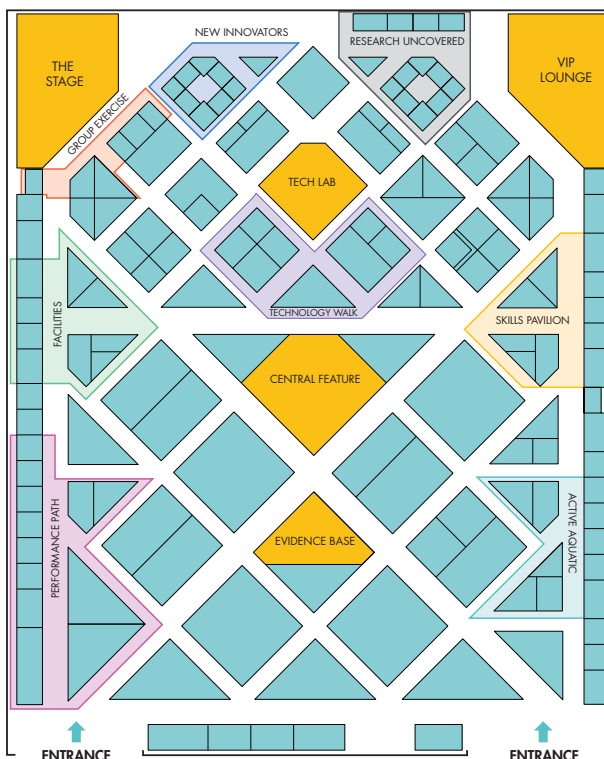 NEW INNOVATORS
RESEARCH UNCOVERED
THE
STAGE
VIP
LOUNGE
GROUP EXERCISE
TECH LAB
TECHNOLOGY WALK
FACILITIES
SKILLS PAVILION
CENTRAL FEATURE
PERFORMANCE PATH
EVIDENCE BASE
ACTIVE AQUATIC
ENTRANCE
ENTRANCE